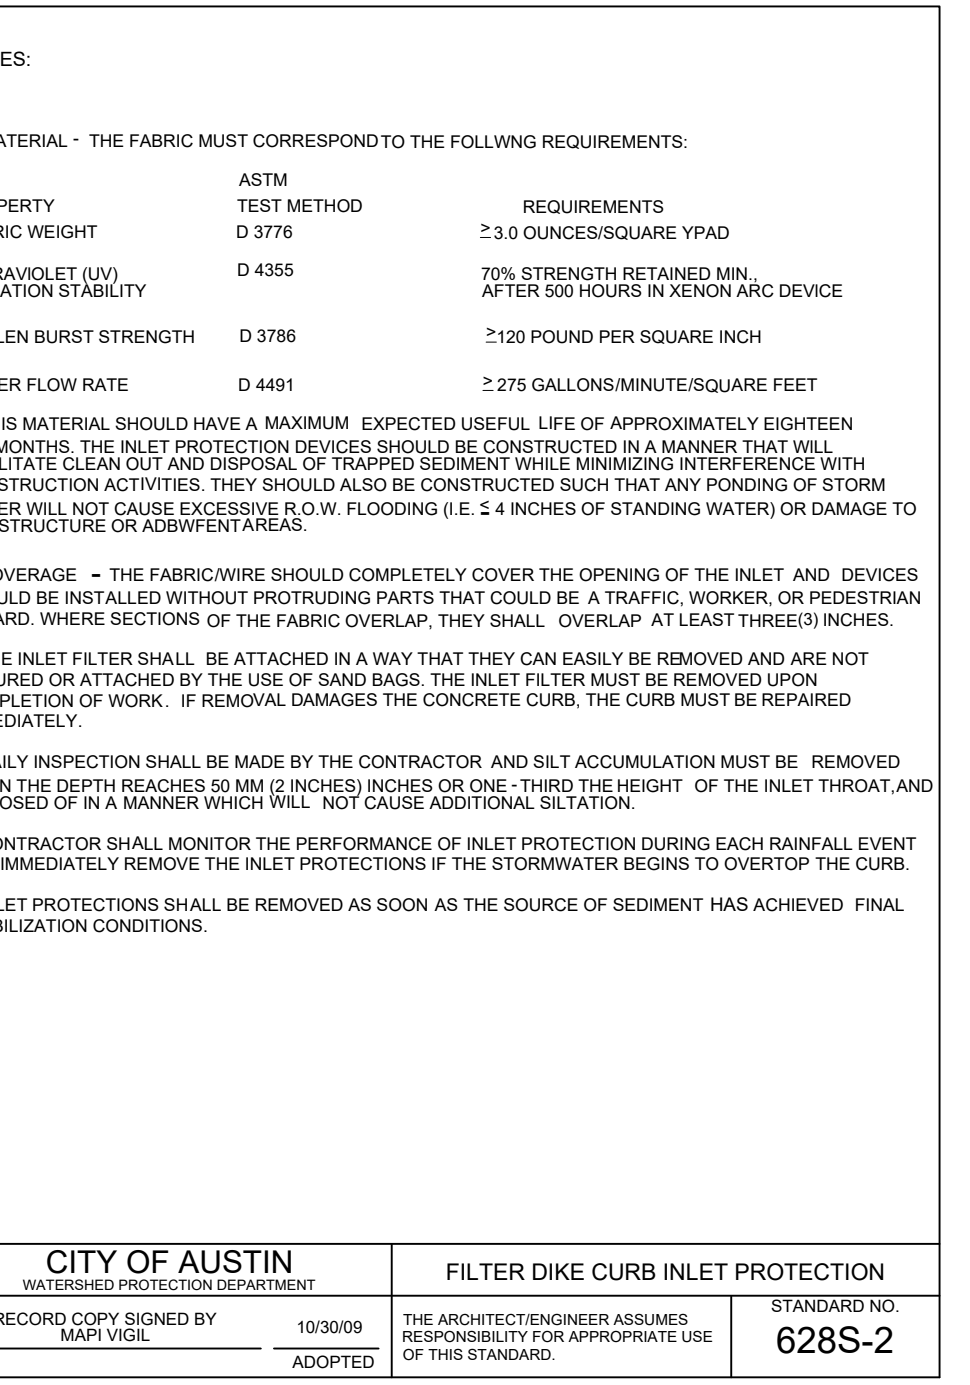 ES:
ATERIAL - THE FABRIC MUST CORRESPOND TO THE FOLLWNG REQUIREMENTS:
ASTM
PERTY TEST METHOD REQUIREMENTS
RIC WEIGHT D 3776 ≥3.0 OUNCES/SQUARE YPAD
RAVIOLET (UV) D 4355 70% STRENGTH RETAINED MIN.,
ATION STABILITY AFTER 500 HOURS IN XENON ARC DEVICE
LEN BURST STRENGTH D 3786 ≥120 POUND PER SQUARE INCH
ER FLOW RATE D 4491 ≥ 275 GALLONS/MINUTE/SQUARE FEET
IS MATERIAL SHOULD HAVE A MAXIMUM EXPECTED USEFUL LIFE OF APPROXIMATELY EIGHTEEN
MONTHS. THE INLET PROTECTION DEVICES SHOULD BE CONSTRUCTED IN A MANNER THAT WILL
LITATE CLEAN OUT AND DISPOSAL OF TRAPPED SEDIMENT WHILE MINIMIZING INTERFERENCE WITH
STRUCTION ACTIVITIES. THEY SHOULD ALSO BE CONSTRUCTED SUCH THAT ANY PONDING OF STORM
ER WILL NOT CAUSE EXCESSIVE R.O.W. FLOODING (I.E. ≤ 4 INCHES OF STANDING WATER) OR DAMAGE TO
STRUCTURE OR ADBWFENT AREAS.
OVERAGE - THE FABRIC/WIRE SHOULD COMPLETELY COVER THE OPENING OF THE INLET AND DEVICES
ULD BE INSTALLED WITHOUT PROTRUDING PARTS THAT COULD BE A TRAFFIC, WORKER, OR PEDESTRIAN
ARD. WHERE SECTIONS OF THE FABRIC OVERLAP, THEY SHALL OVERLAP AT LEAST THREE(3) INCHES.
E INLET FILTER SHALL BE ATTACHED IN A WAY THAT THEY CAN EASILY BE REMOVED AND ARE NOT
URED OR ATTACHED BY THE USE OF SAND BAGS. THE INLET FILTER MUST BE REMOVED UPON
PLETION OF WORK. IF REMOVAL DAMAGES THE CONCRETE CURB, THE CURB MUST BE REPAIRED
EDIATELY.
AILY INSPECTION SHALL BE MADE BY THE CONTRACTOR AND SILT ACCUMULATION MUST BE REMOVED
N THE DEPTH REACHES 50 MM (2 INCHES) INCHES OR ONE-THIRD THE HEIGHT OF THE INLET THROAT,AND
OSED OF IN A MANNER WHICH WILL NOT CAUSE ADDITIONAL SILTATION.
ONTRACTOR SHALL MONITOR THE PERFORMANCE OF INLET PROTECTION DURING EACH RAINFALL EVENT
IMMEDIATELY REMOVE THE INLET PROTECTIONS IF THE STORMWATER BEGINS TO OVERTOP THE CURB.
LET PROTECTIONS SHALL BE REMOVED AS SOON AS THE SOURCE OF SEDIMENT HAS ACHIEVED FINAL
BILIZATION CONDITIONS.
CITY OF AUSTIN
WATERSHED PROTECTION DEPARTMENT
FILTER DIKE CURB INLET PROTECTION
RECORD COPY SIGNED BY
MAPI VIGIL
10/30/09
ADOPTED
THE ARCHITECT/ENGINEER ASSUMES
RESPONSIBILITY FOR APPROPRIATE USE
OF THIS STANDARD.
STANDARD NO.
628S-2